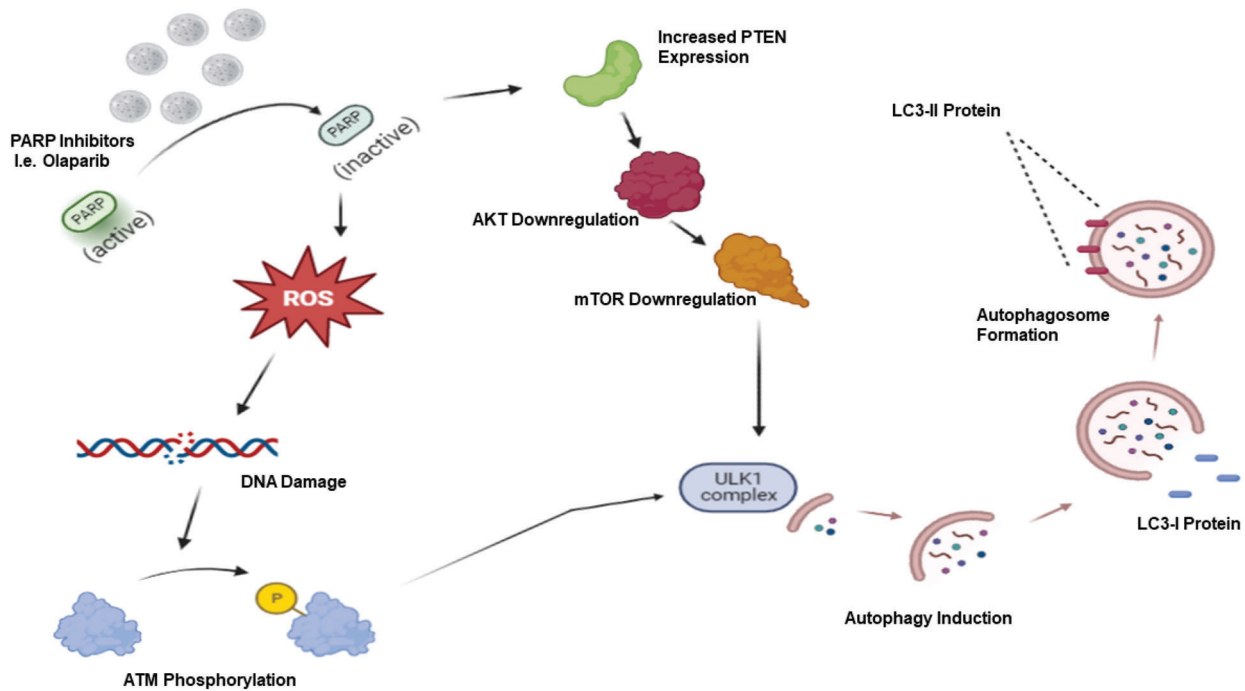 PARP Inhibitors
I.e. Olaparib
PARP
(active)
PARP
(inactive)
Increased PTEN
Expression
AKT Downregulation
mTOR Downregulation
ROS
DNA Damage
P
ATM Phosphorylation
ULK1
complex
Autophagy Induction
LC3-I Protein
Autophagosome
Formation
LC3-II Protein